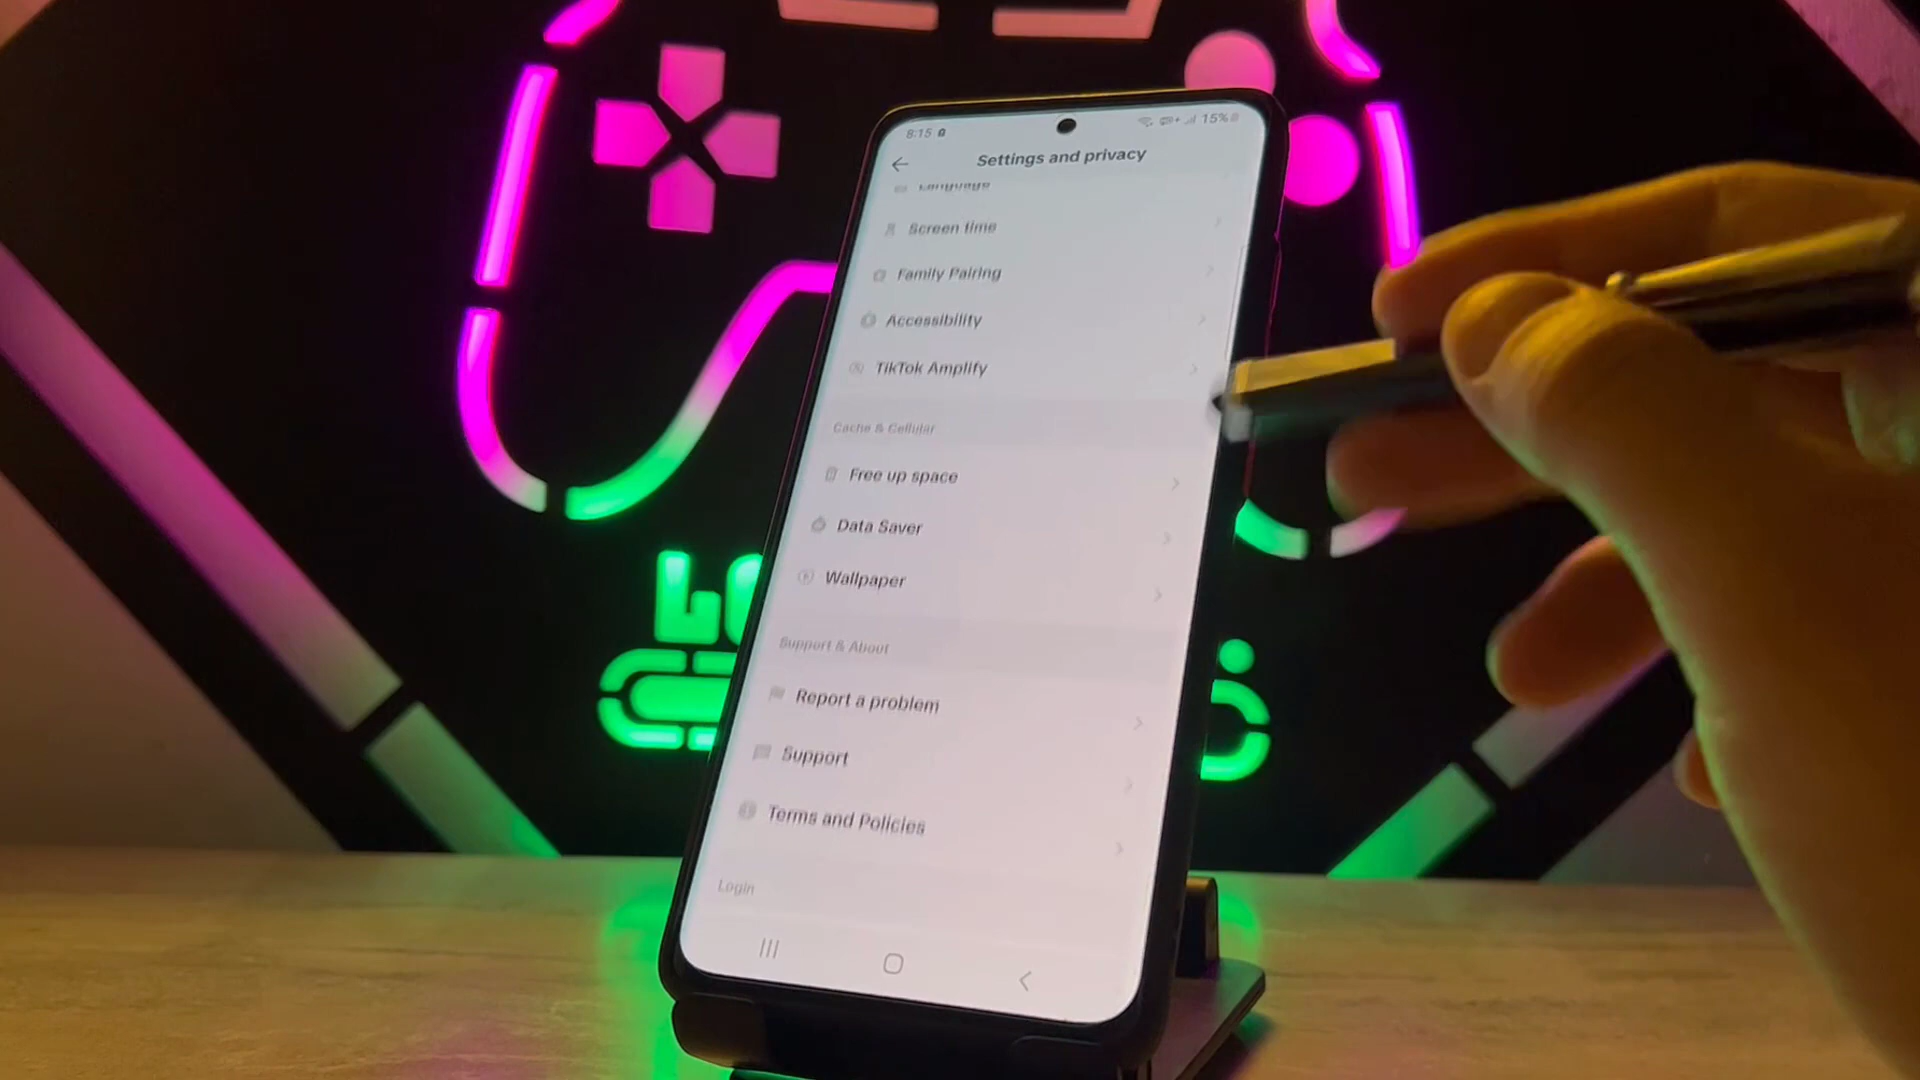 8:15
15%
Settings and privacy
Language
Screen time
Family Pairing
Accessibility
TikTok Amplify
Cache & Cellular
Free up space
Data Saver
Wallpaper
Support & About
Report a problem
Support
Terms and Policies
Login